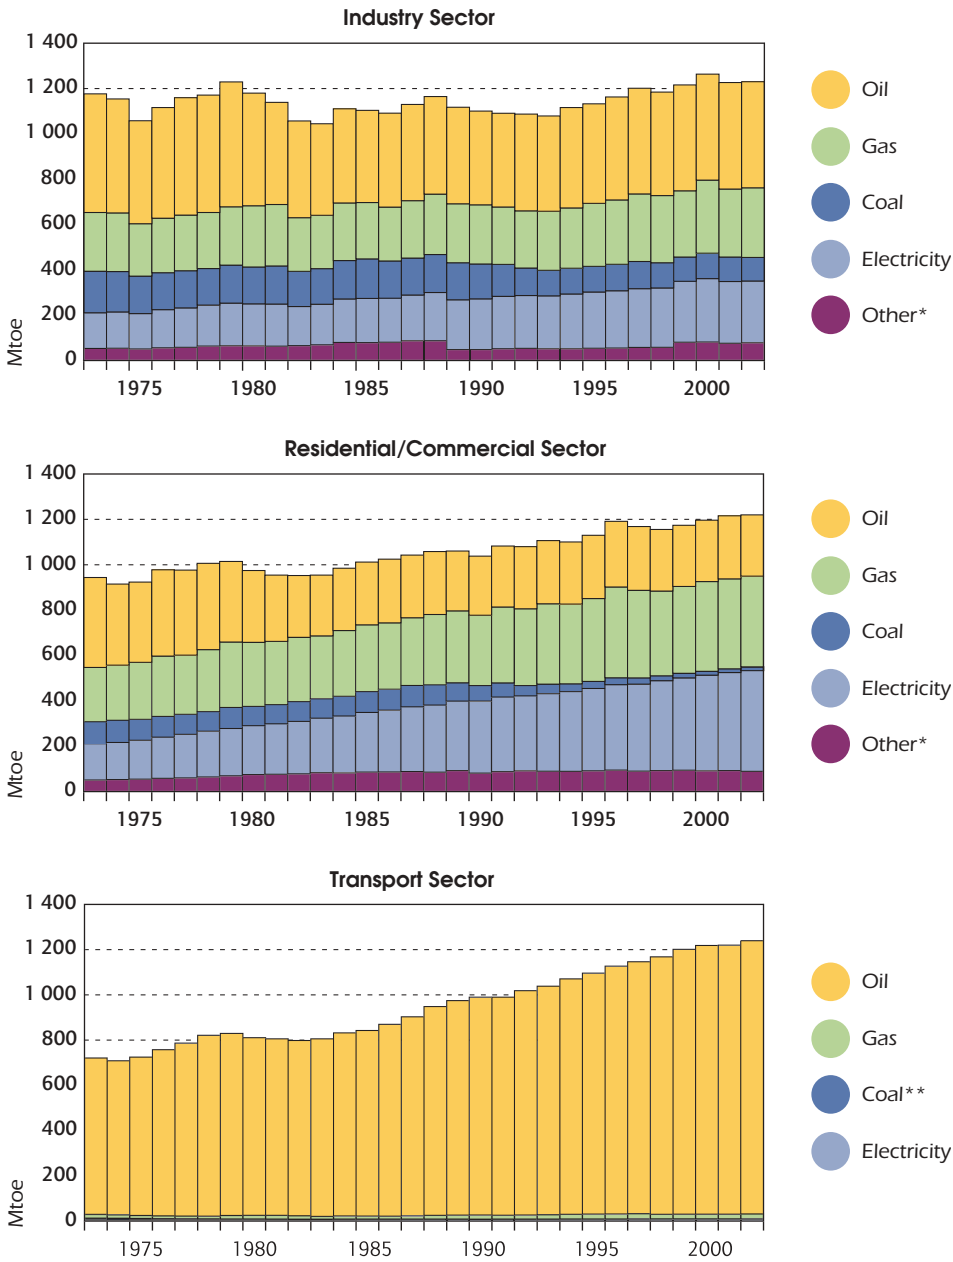 Industry Sector
1 400
1 200
1 000
800
600
400
200
0
Mtoe
1975 1980 1985 1990 1995 2000
Oil
Gas
Coal
Electricity
Other*
Residential/Commercial Sector
1 400
1 200
1 000
800
600
400
200
0
Mtoe
1975 1980 1985 1990 1995 2000
Oil
Gas
Coal
Electricity
Other*
Transport Sector
1 400
1 200
1 000
800
600
400
200
0
Mtoe
1975 1980 1985 1990 1995 2000
Oil
Gas
Coal**
Electricity